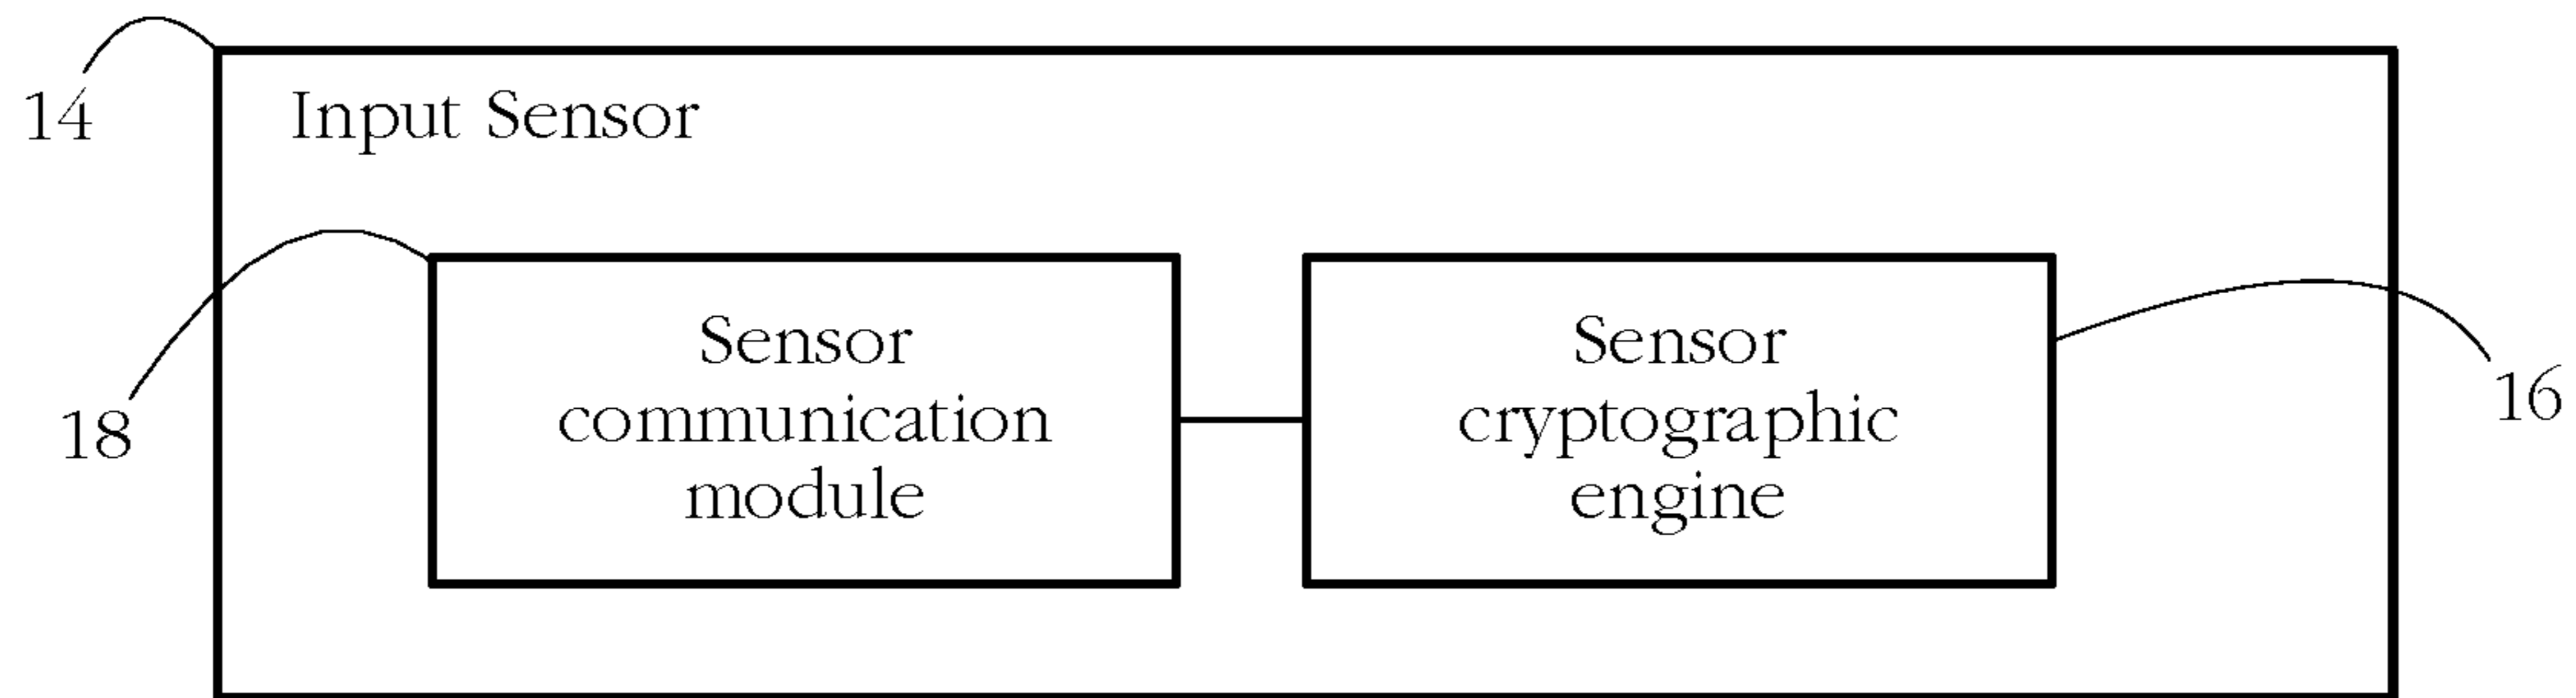 14
Input Sensor
18
Sensor
communication
module
Sensor
cryptographic
engine
16